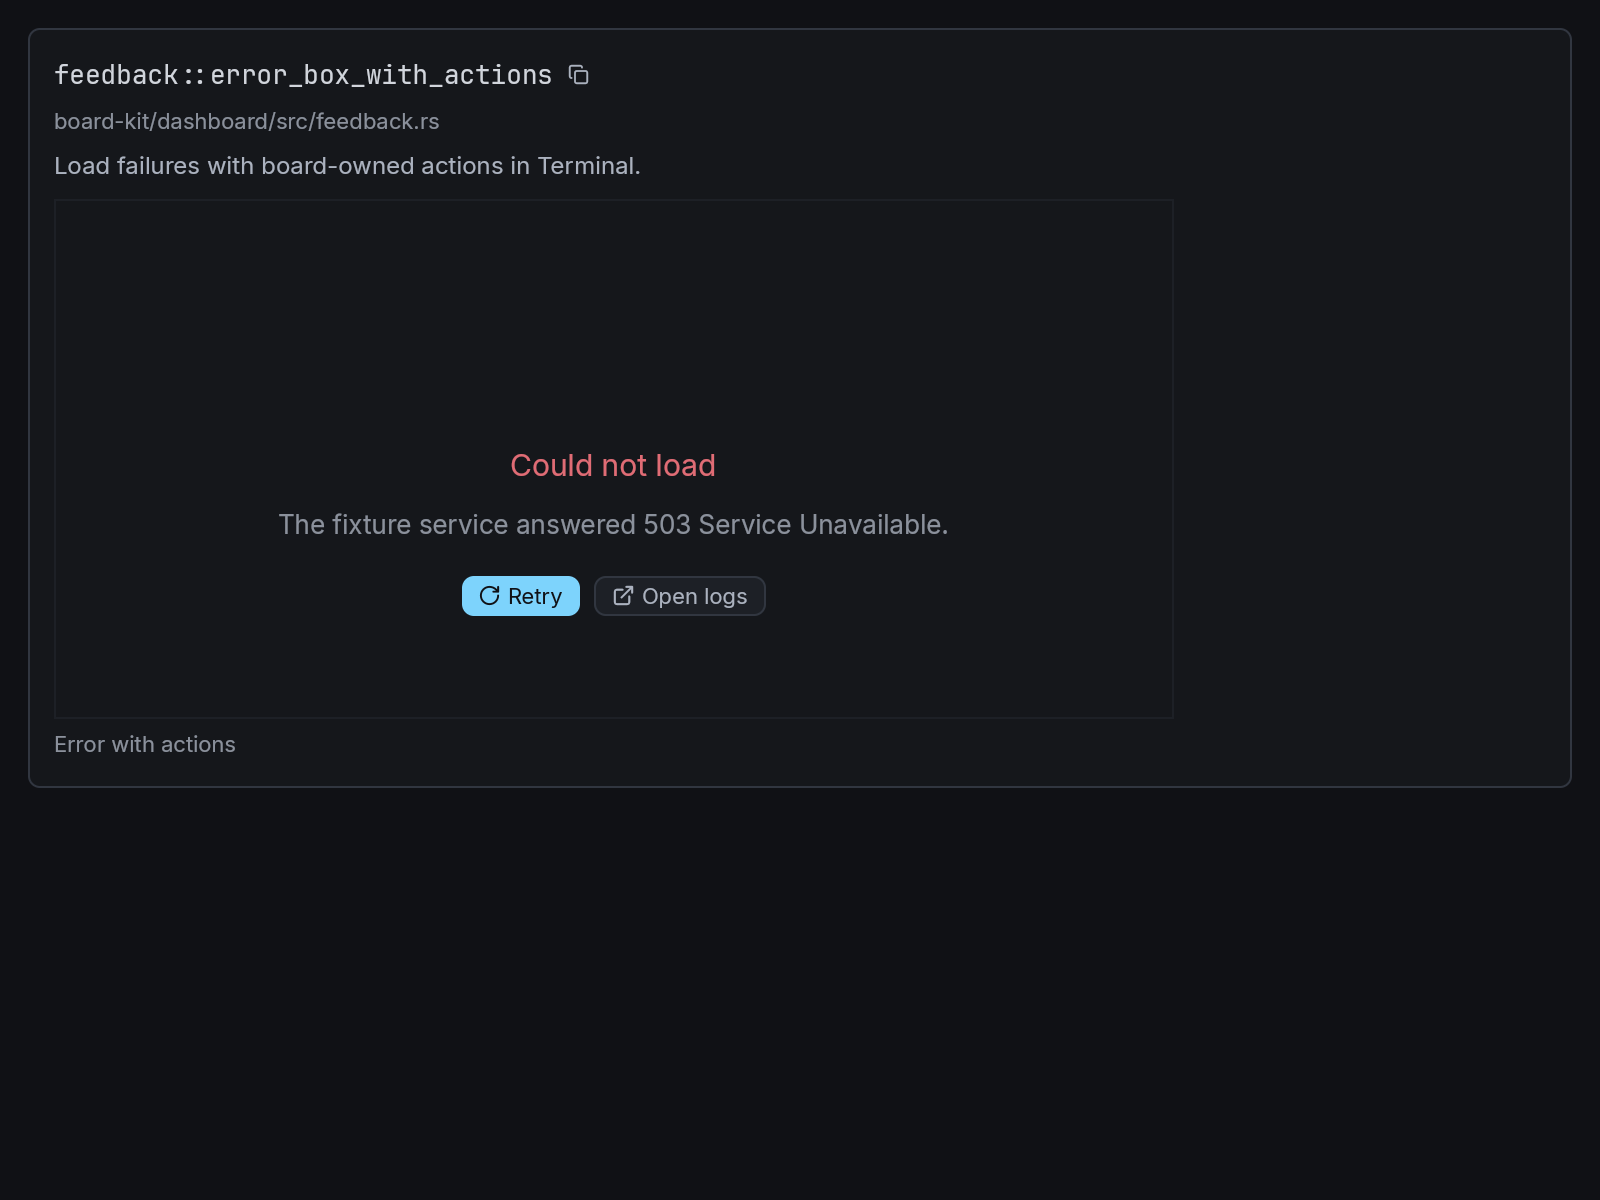 feedback::error_box_with_actions
board-kit/dashboard/src/feedback.rs
Load failures with board-owned actions in Terminal.
Could not load
The fixture service answered 503 Service Unavailable.
Retry
Open logs
Error with actions